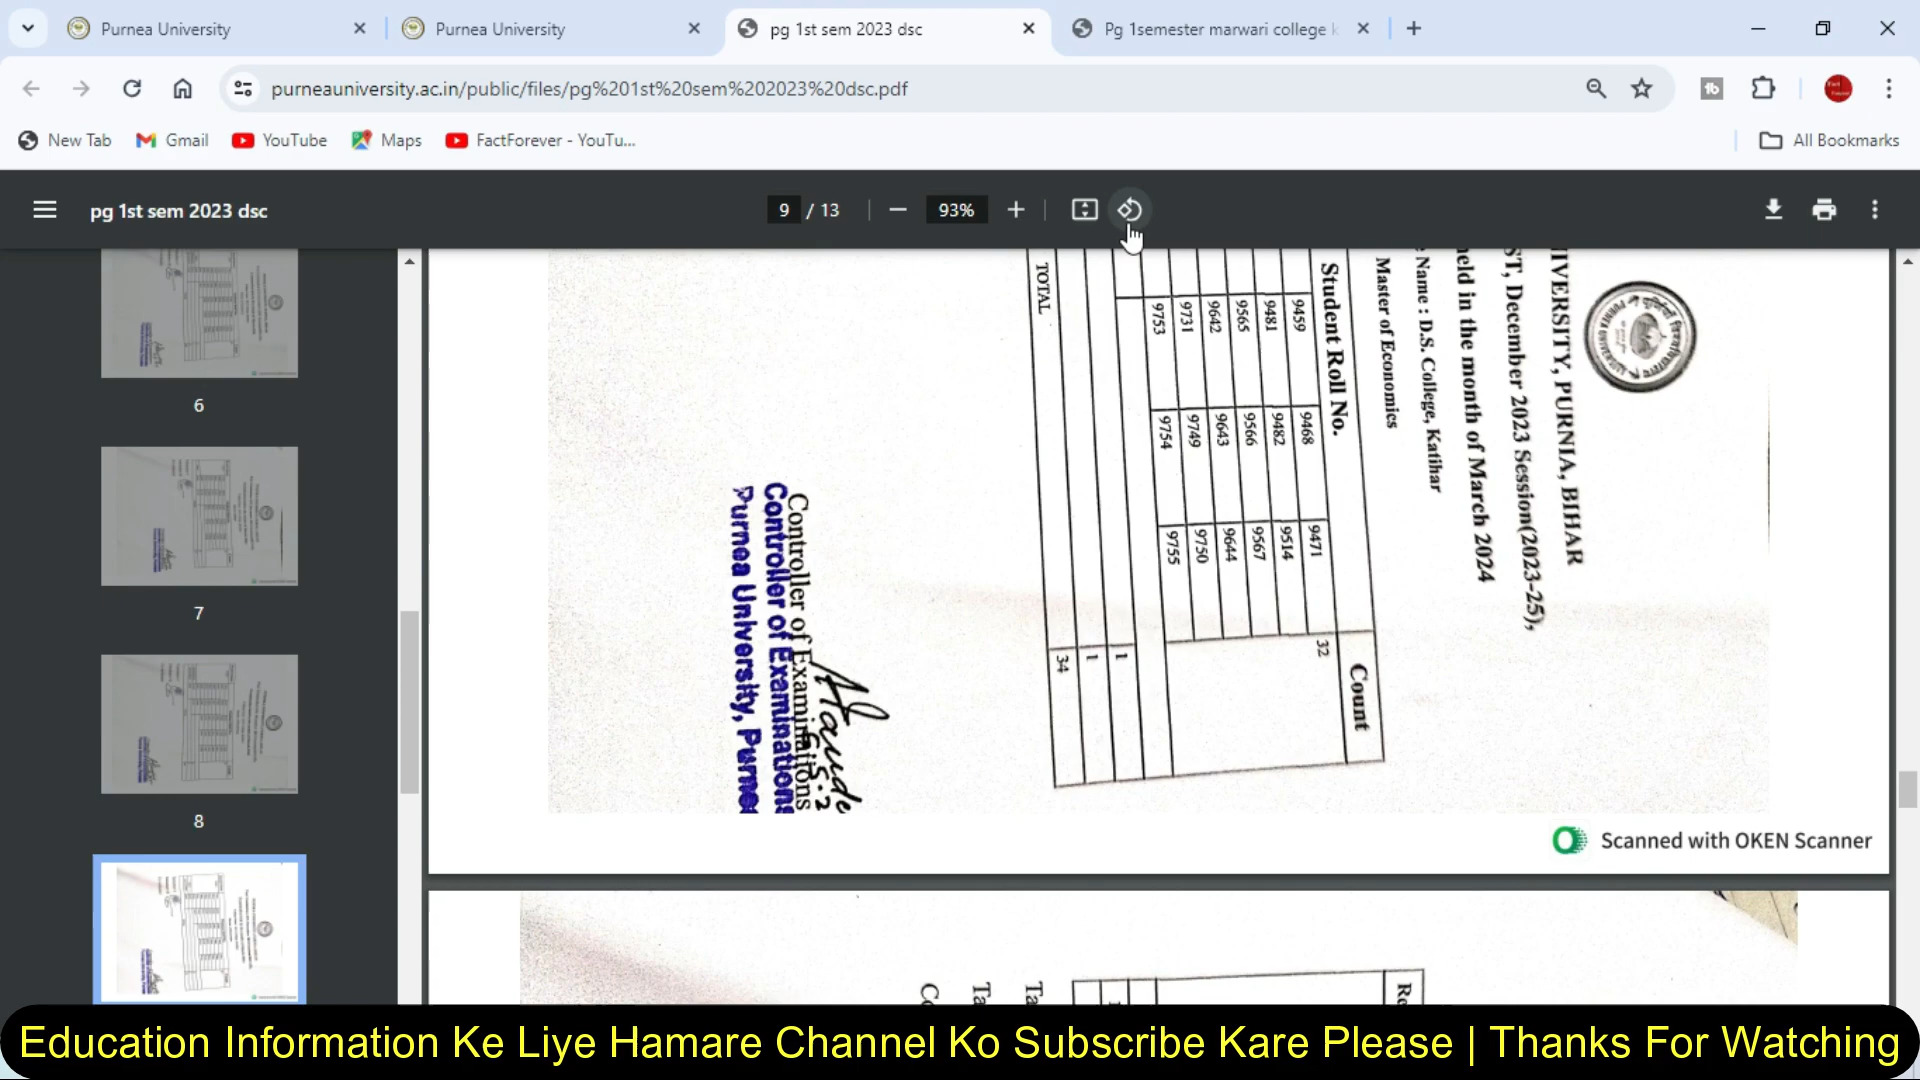 Purnea University
Purnea University
pg 1st sem 2023 dsc
Pg 1semester marwari college k
purneauniversity.ac.in/public/files/pg%201st%20sem%202023%20dsc.pdf
New Tab
Gmail
YouTube
Maps
FactForever - YouTu...
All Bookmarks
pg 1st sem 2023 dsc
9 / 13
93%
6
7
8
IVERSITY, PURNIA, BIHAR
ST, December 2023 Session(2023-25),
held in the month of March 2024
Name : D.S. College, Katihar
Master of Economics
Student Roll No. Count
9459 9468 9471 32
9481 9482 9514
9565 9566 9567
9642 9643 9644
9731 9749 9750
9753 9754 9755
1
1
TOTAL 34
Controller of Examinations
Controller of Examinations
Purnea University, Purnea
Scanned with OKEN Scanner
Education Information Ke Liye Hamare Channel Ko Subscribe Kare Please | Thanks For Watching